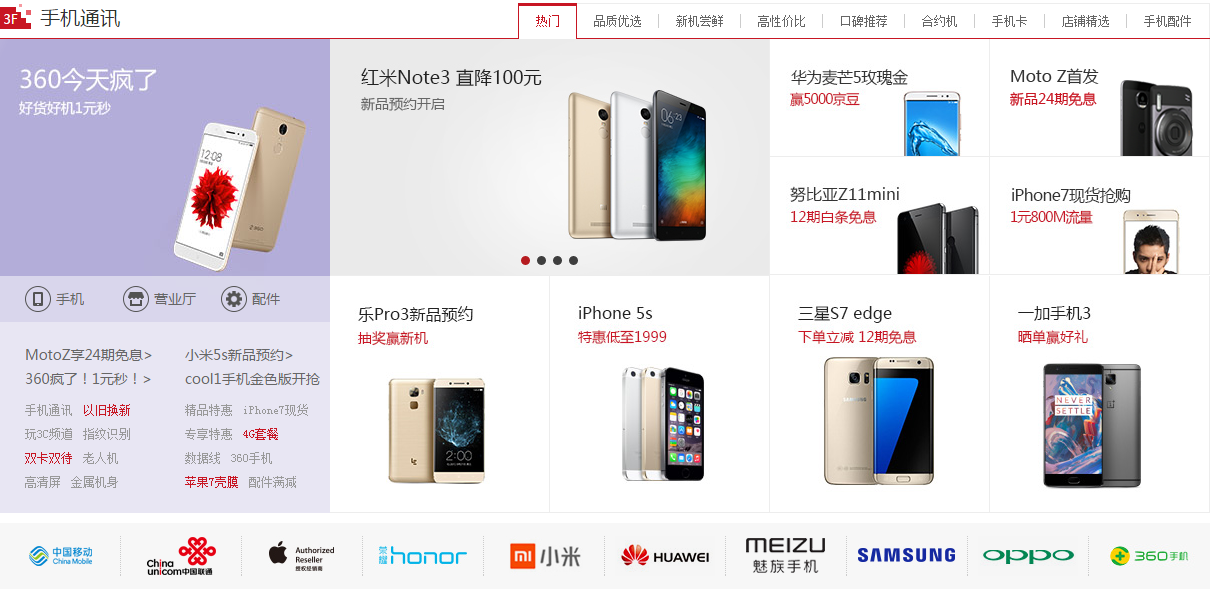 3F 手机通讯
热门 品质优选 新机尝鲜 高性价比 口碑推荐 合约机 手机卡 店铺精选 手机配件
360今天疯了
好货好机1元秒
12:08
360
红米Note3 直降100元
新品预约开启
06:23
华为麦芒5玫瑰金
赢5000京豆
Moto Z首发
新品24期免息
努比亚Z11mini
12期白条免息
iPhone7现货抢购
1元800M流量
手机 营业厅 配件
MotoZ享24期免息> 小米5s新品预约>
360疯了！1元秒！> cool1手机金色版开抢
手机通讯 以旧换新 精品特惠 iPhone7现货
玩3C频道 指纹识别 专享特惠 4G套餐
双卡双待 老人机 数据线 360手机
高清屏 金属机身 苹果7壳膜 配件满减
乐Pro3新品预约
抽奖赢新机
2:00
iPhone 5s
特惠低至1999
三星S7 edge
下单立减 12期免息
SAMSUNG
一加手机3
晒单赢好礼
NEVER
SETTLE
中国移动
China Mobile
China
unicom中国联通
Authorized
Reseller
授权经销商
荣耀 honor
mi 小米
HUAWEI
MEIZU
魅族手机
SAMSUNG
OPPO
360手机